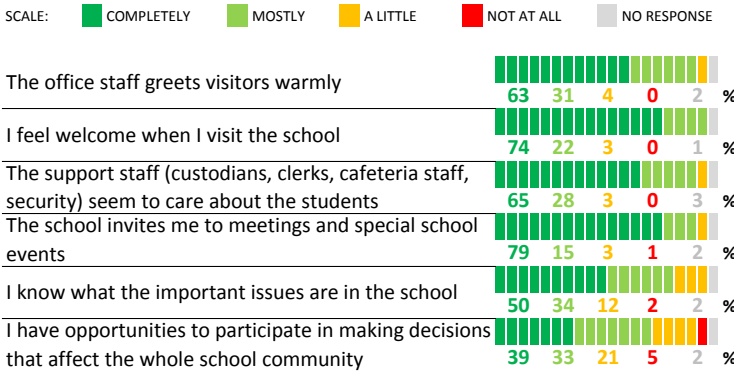 SCALE: COMPLETELY MOSTLY A LITTLE NOT AT ALL NO RESPONSE
The office staff greets visitors warmly
63 31 4 0 2 %
I feel welcome when I visit the school
74 22 3 0 1 %
The support staff (custodians, clerks, cafeteria staff,
security) seem to care about the students
65 28 3 0 3 %
The school invites me to meetings and special school
events
79 15 3 1 2 %
I know what the important issues are in the school
50 34 12 2 2 %
I have opportunities to participate in making decisions
that affect the whole school community
39 33 21 5 2 %